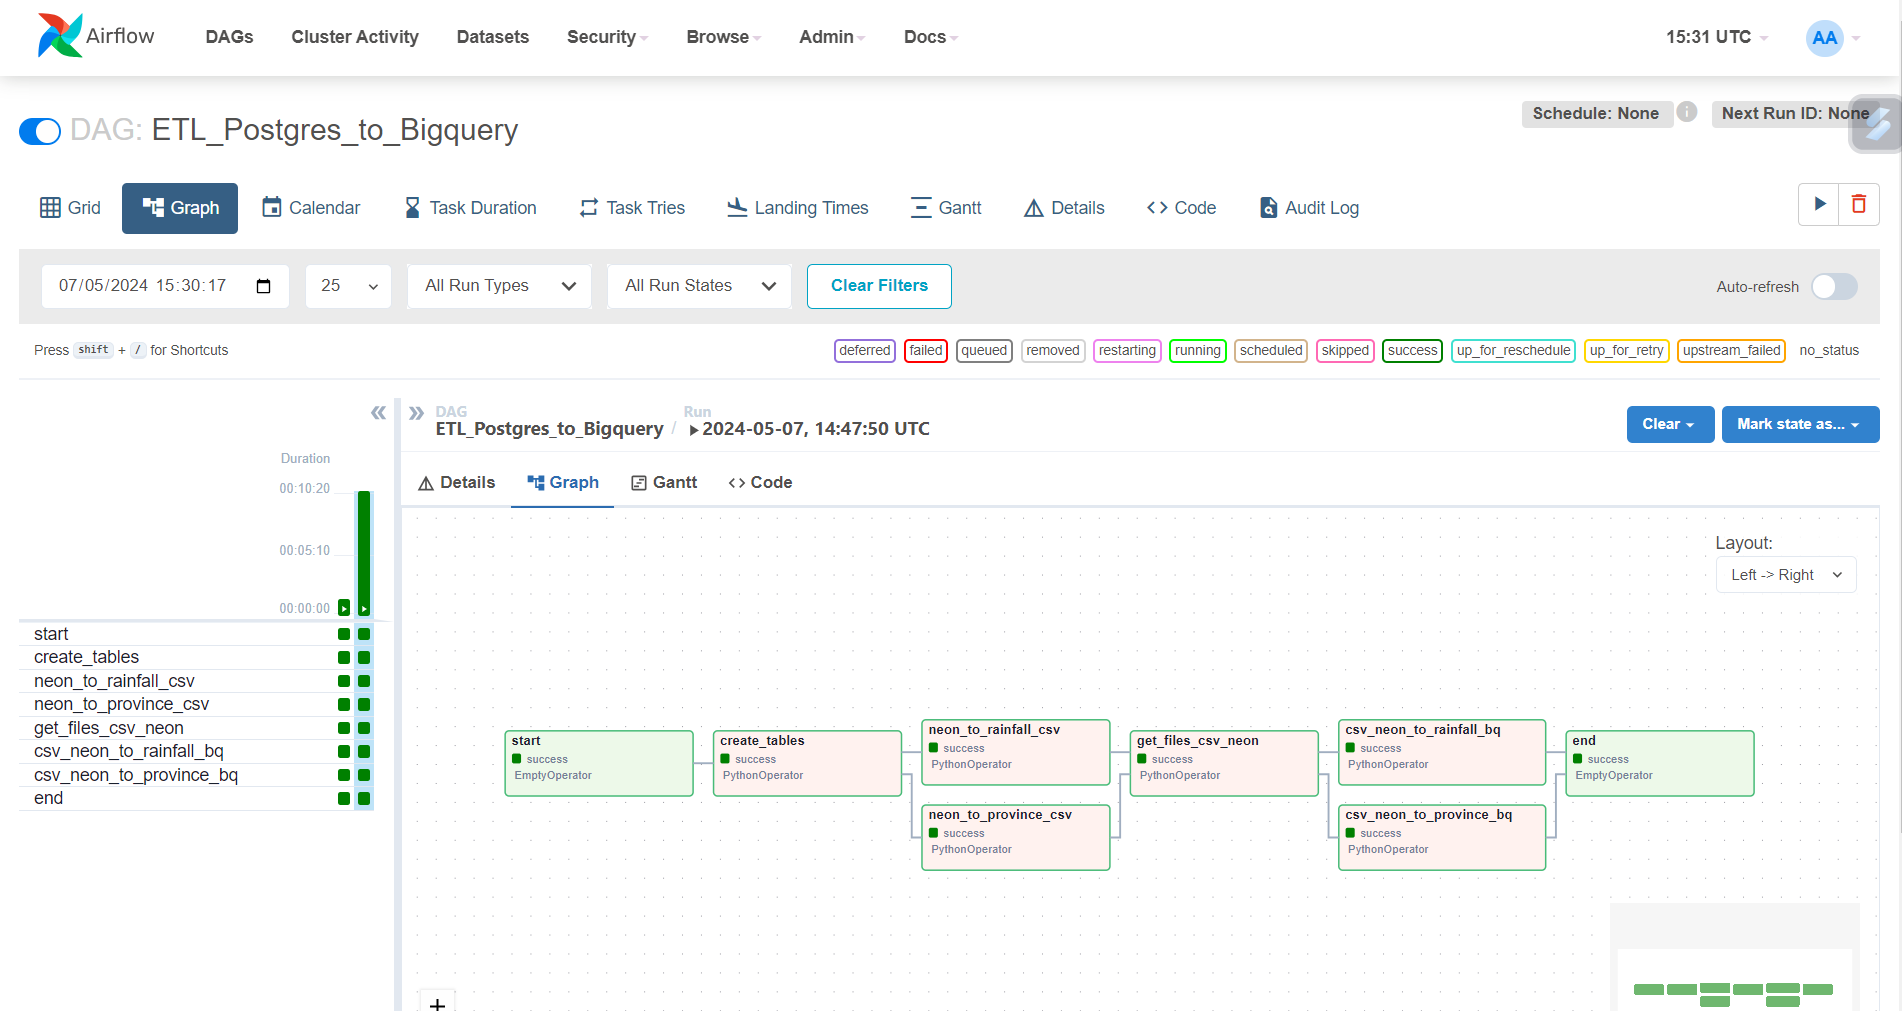 Airflow DAGs Cluster Activity Datasets Security Browse Admin Docs 15:31 UTC AA
DAG: ETL_Postgres_to_Bigquery
Schedule: None Next Run ID: None
Grid Graph Calendar Task Duration Task Tries Landing Times Gantt Details Code Audit Log
07/05/2024 15:30:17 25 All Run Types All Run States Clear Filters Auto-refresh
Press shift + / for Shortcuts
deferred failed queued removed restarting running scheduled skipped success up_for_reschedule up_for_retry upstream_failed no_status
DAG Run
ETL_Postgres_to_Bigquery / 2024-05-07, 14:47:50 UTC
Clear Mark state as...
Details Graph Gantt Code
Duration
00:10:20
00:05:10
00:00:00
start
create_tables
neon_to_rainfall_csv
neon_to_province_csv
get_files_csv_neon
csv_neon_to_rainfall_bq
csv_neon_to_province_bq
end
Layout:
Left -> Right
start
success
EmptyOperator
create_tables
success
PythonOperator
neon_to_rainfall_csv
success
PythonOperator
neon_to_province_csv
success
PythonOperator
get_files_csv_neon
success
PythonOperator
csv_neon_to_rainfall_bq
success
PythonOperator
csv_neon_to_province_bq
success
PythonOperator
end
success
EmptyOperator
+